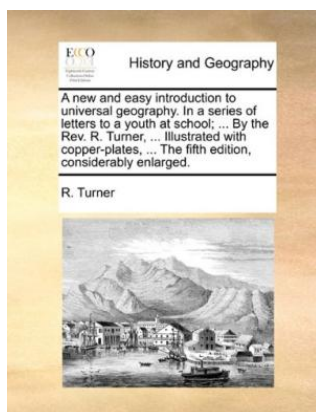 ECCO
History and Geography
A new and easy introduction to
universal geography. In a series of
letters to a youth at school; ... By the
Rev. R. Turner, ... Illustrated with
copper-plates, ... The fifth edition,
considerably enlarged.
R. Turner